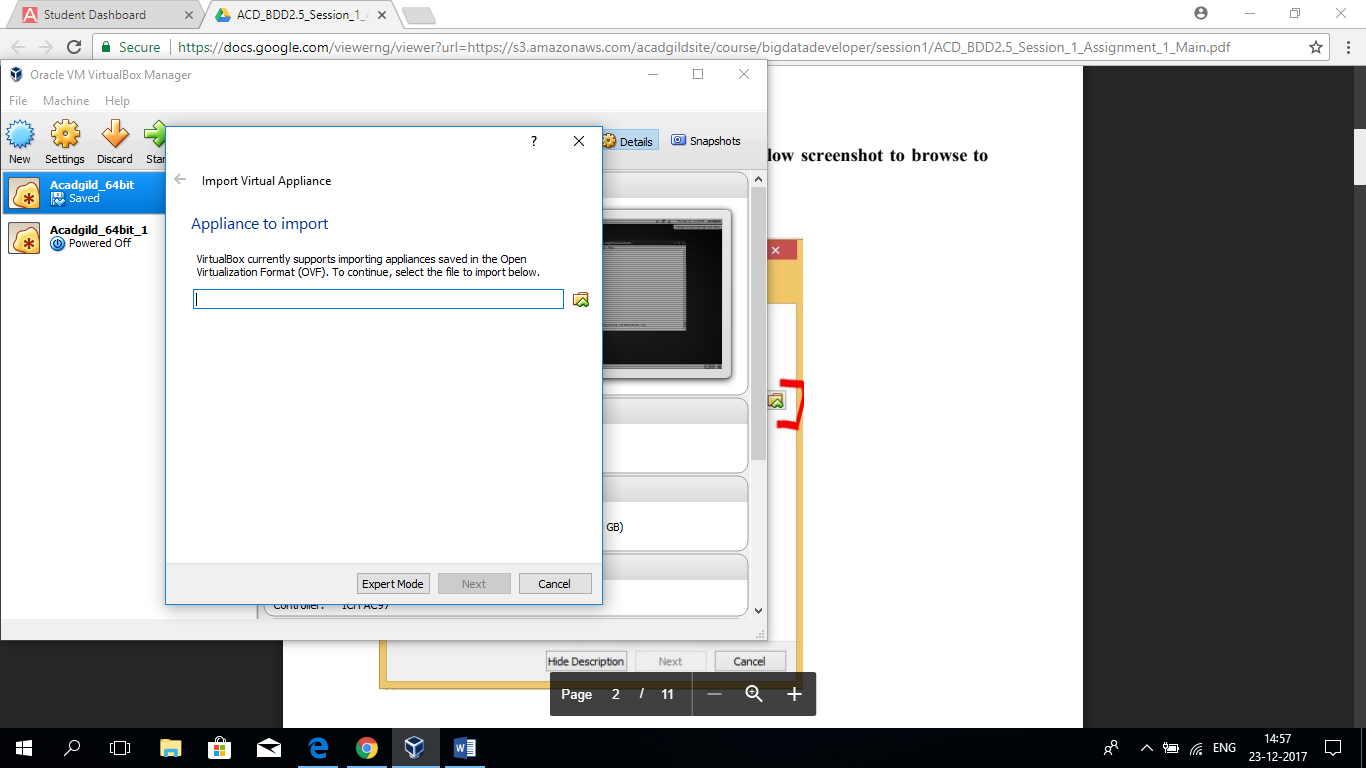 Student Dashboard
ACD_BDD2.5_Session_1_
Secure
https://docs.google.com/viewerng/viewer?url=https://s3.amazonaws.com/acadgildsite/course/bigdatadeveloper/session1/ACD_BDD2.5_Session_1_Assignment_1_Main.pdf
Oracle VM VirtualBox Manager
File Machine Help
New Settings Discard Star
Details Snapshots
low screenshot to browse to
Acadgild_64bit
Saved
Acadgild_64bit_1
Powered Off
?
Import Virtual Appliance
Appliance to import
VirtualBox currently supports importing appliances saved in the Open
Virtualization Format (OVF). To continue, select the file to import below.
GB)
Expert Mode Next Cancel
Controller: ICH AC97
Hide Description Next Cancel
Page 2 / 11
ENG
14:57
23-12-2017